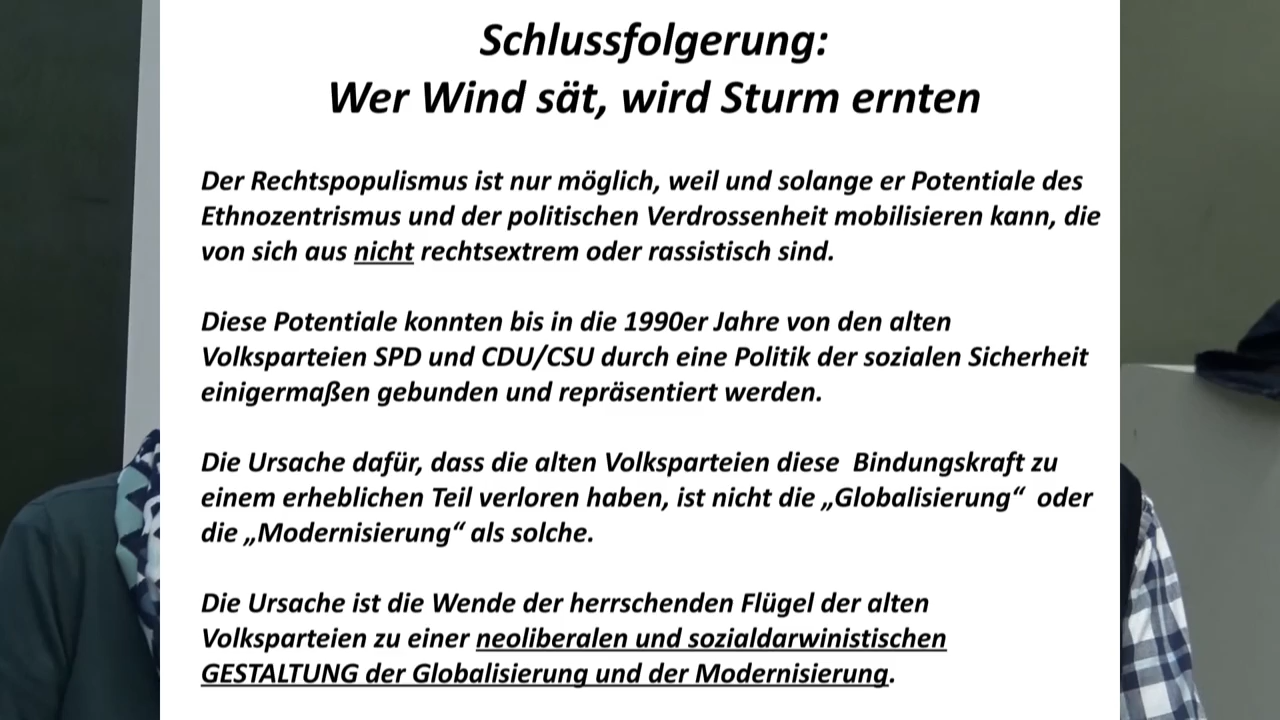 Schlussfolgerung:
Wer Wind sät, wird Sturm ernten
Der Rechtspopulismus ist nur möglich, weil und solange er Potentiale des
Ethnozentrismus und der politischen Verdrossenheit mobilisieren kann, die
von sich aus nicht rechtsextrem oder rassistisch sind.
Diese Potentiale konnten bis in die 1990er Jahre von den alten
Volksparteien SPD und CDU/CSU durch eine Politik der sozialen Sicherheit
einigermaßen gebunden und repräsentiert werden.
Die Ursache dafür, dass die alten Volksparteien diese  Bindungskraft zu
einem erheblichen Teil verloren haben, ist nicht die „Globalisierung“  oder
die „Modernisierung“ als solche.
Die Ursache ist die Wende der herrschenden Flügel der alten
Volksparteien zu einer neoliberalen und sozialdarwinistischen
GESTALTUNG der Globalisierung und der Modernisierung.